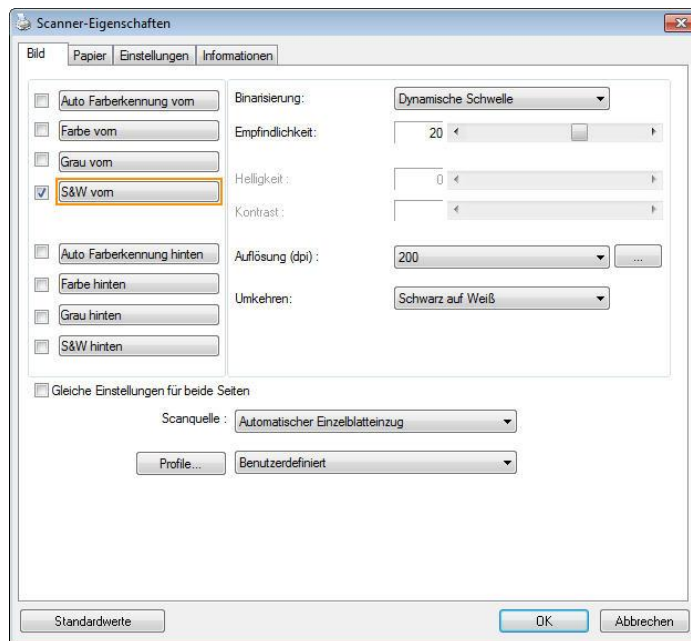 Scanner-Eigenschaften
Bild Papier Einstellungen Informationen
Auto Farberkennung vorn
Binarisierung: Dynamische Schwelle
Farbe vorn
Empfindlichkeit: 20
Grau vorn
Helligkeit : 0
S&W vorn
Kontrast :
Auto Farberkennung hinten
Auflösung (dpi) : 200 ...
Farbe hinten
Umkehren: Schwarz auf Weiß
Grau hinten
S&W hinten
Gleiche Einstellungen für beide Seiten
Scanquelle : Automatischer Einzelblatteinzug
Profile... Benutzerdefiniert
Standardwerte OK Abbrechen